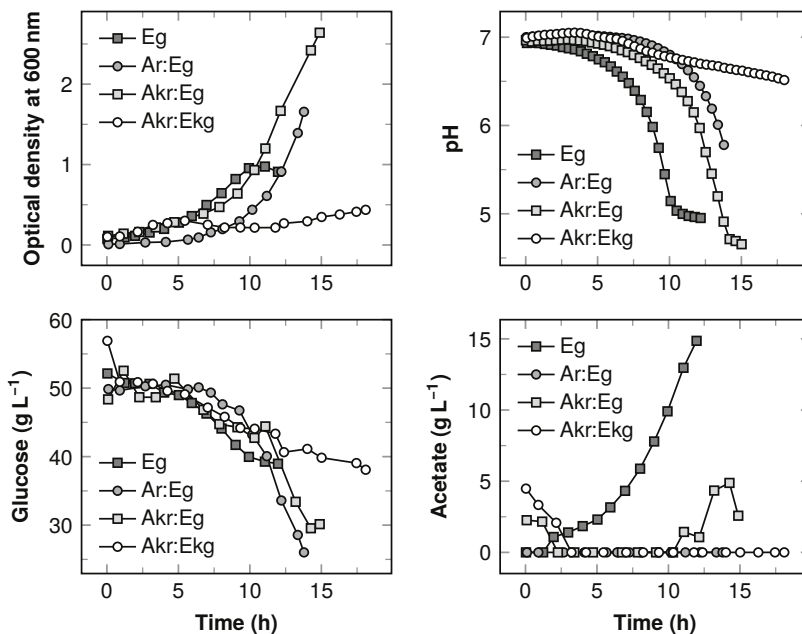 Optical density at 600 nm
2
1
0
Eg
Ar:Eg
Akr:Eg
Akr:Ekg
0 5 10 15
pH
7
6
5
Eg
Ar:Eg
Akr:Eg
Akr:Ekg
0 5 10 15
Glucose (g L⁻¹)
60
50
40
30
Eg
Ar:Eg
Akr:Eg
Akr:Ekg
0 5 10 15
Time (h)
Acetate (g L⁻¹)
15
10
5
0
Eg
Ar:Eg
Akr:Eg
Akr:Ekg
0 5 10 15
Time (h)